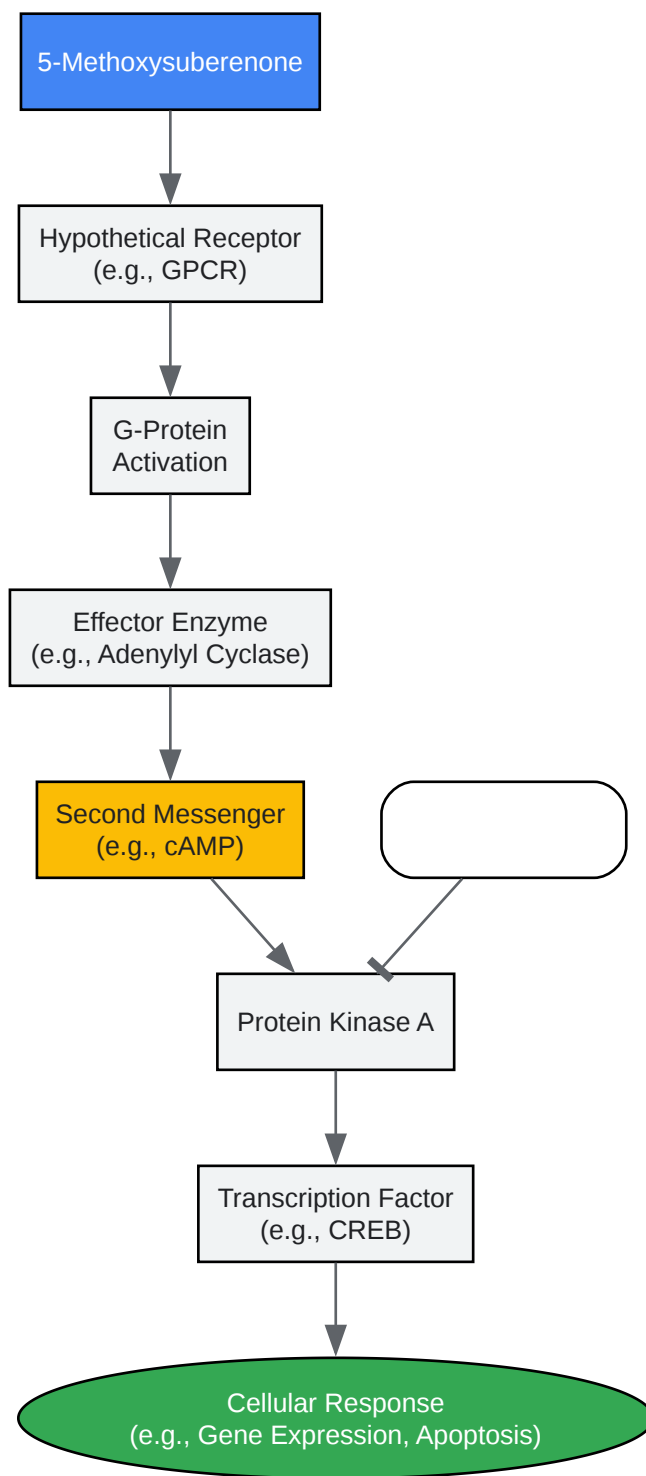 5-Methoxysuberenone
Hypothetical Receptor
(e.g., GPCR)
G-Protein
Activation
Effector Enzyme
(e.g., Adenylyl Cyclase)
Second Messenger
(e.g., cAMP)
Protein Kinase A
Transcription Factor
(e.g., CREB)
Cellular Response
(e.g., Gene Expression, Apoptosis)